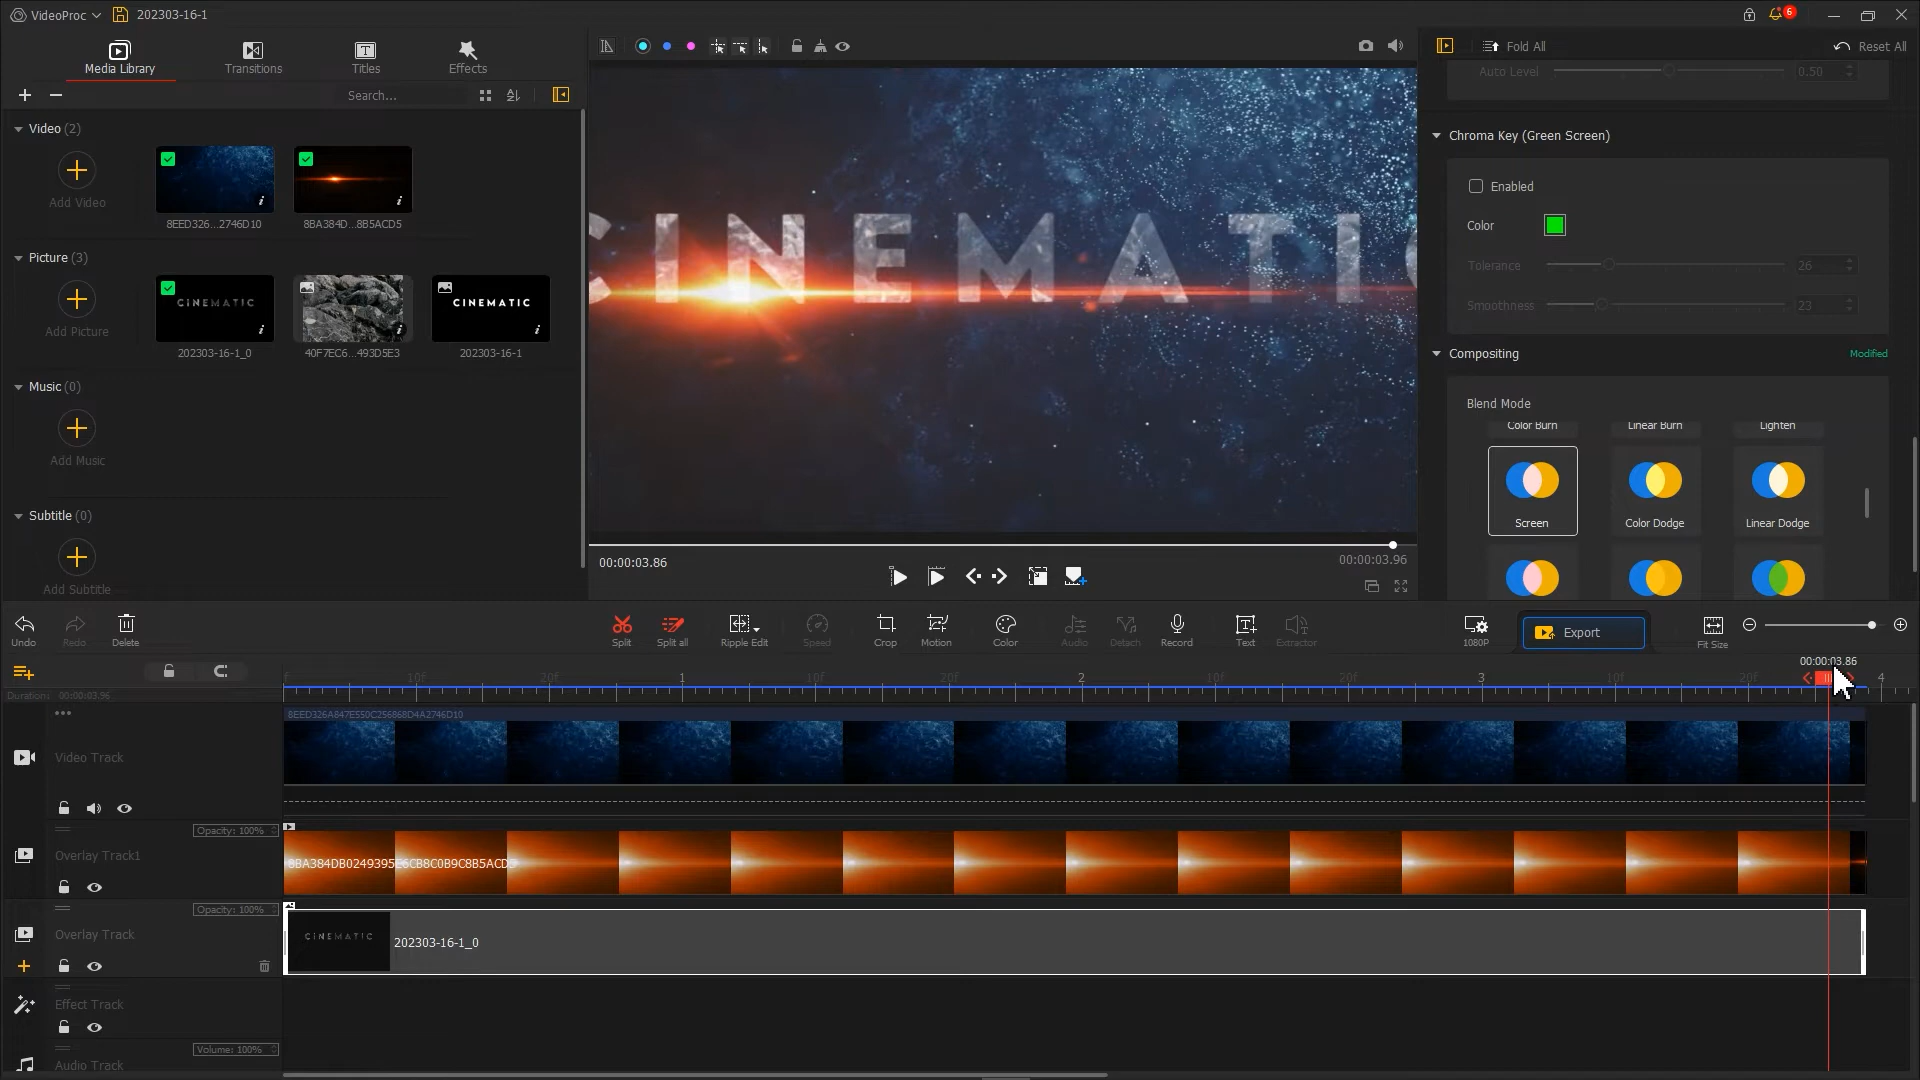 VideoProc
202303-16-1
6
Media Library
Transitions
Titles
Effects
Fold All
Reset All
Search...
Auto Level
0.50
Video (2)
Add Video
8EED326...2746D10
8BA384D...8B5ACD5
Picture (3)
Add Picture
CINEMATIC
CINEMATIC
202303-16-1_0
40F7EC6...493D5E3
202303-16-1
Music (0)
Add Music
Subtitle (0)
Add Subtitle
CINEMATIC
00:00:03.86
00:00:03.96
Chroma Key (Green Screen)
Enabled
Color
Tolerance
26
Smoothness
23
Compositing
Modified
Blend Mode
Color Burn
Linear Burn
Lighten
Screen
Color Dodge
Linear Dodge
Undo
Redo
Delete
Split
Split all
Ripple Edit
Speed
Crop
Motion
Color
Audio
Detach
Record
Text
Extractor
1080P
Export
Fit Size
00:00:03.86
Duration: 00:00:03.96
10f
20f
1
10f
20f
2
10f
20f
3
10f
20f
4
8EED326A847E550C256868D4A2746D10
Video Track
Opacity: 100%
Overlay Track1
Opacity: 100%
Overlay Track
CINEMATIC
202303-16-1_0
Effect Track
Volume: 100%
Audio Track